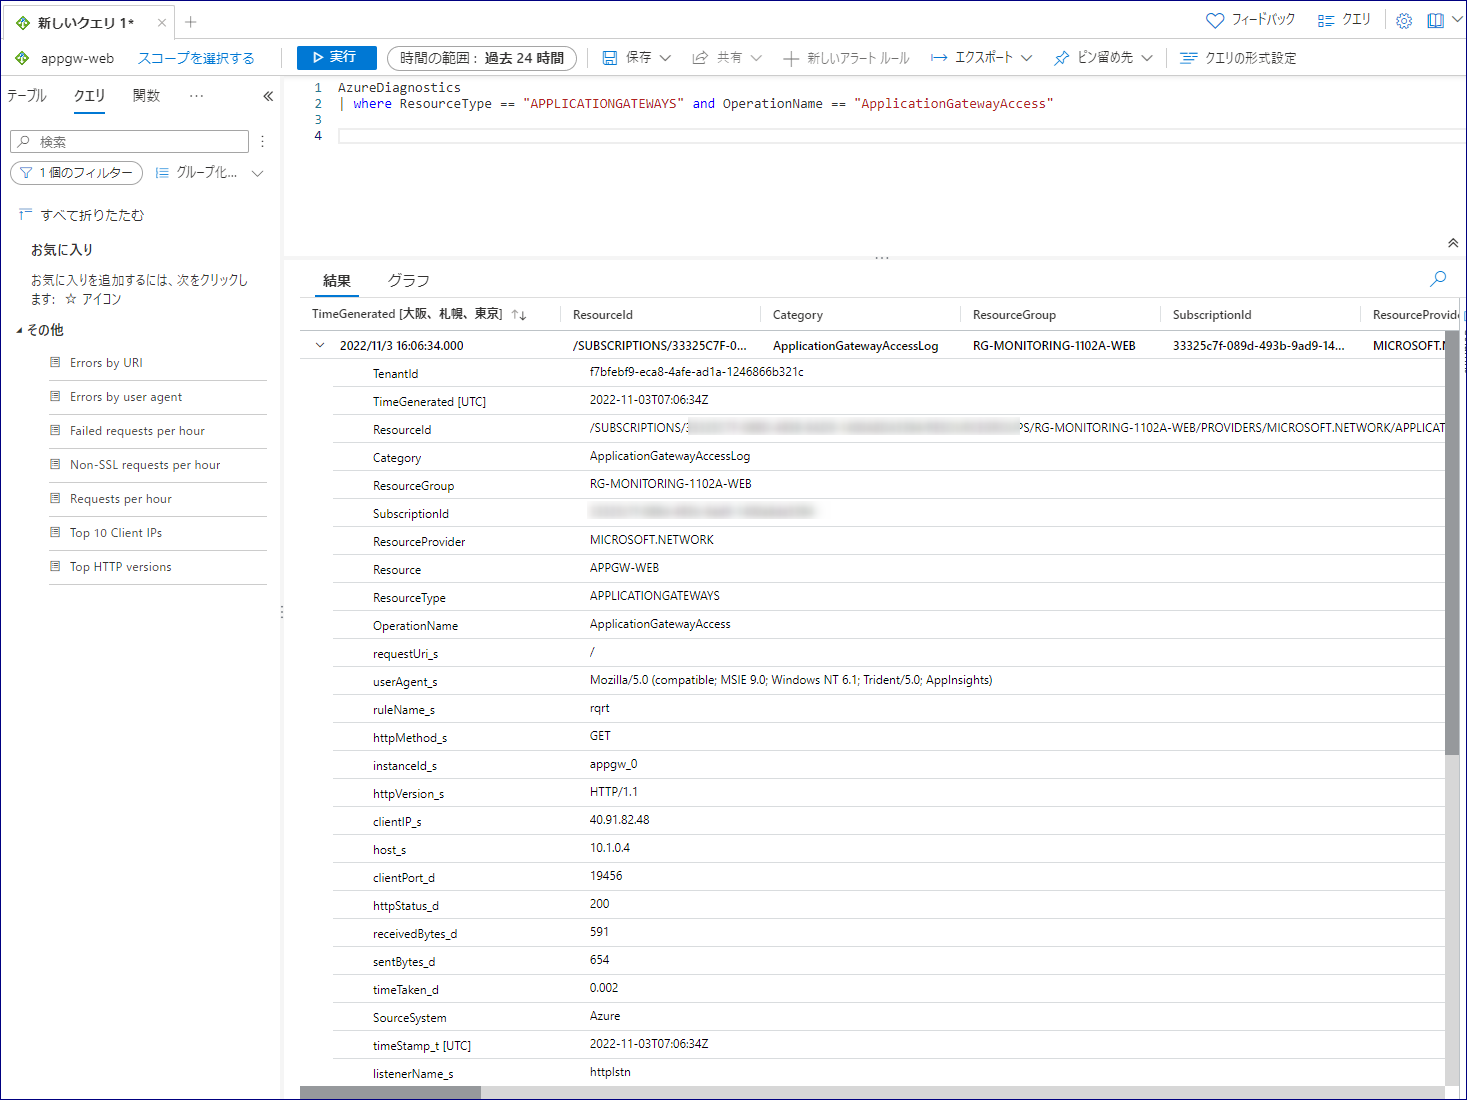 新しいクエリ 1*
フィードバック
クエリ
appgw-web
スコープを選択する
実行
時間の範囲 : 過去 24 時間
保存
共有
新しいアラート ルール
エクスポート
ピン留め先
クエリの形式設定
テーブル
クエリ
関数
…
検索
1 個のフィルター
グループ化...
すべて折りたたむ
お気に入り
お気に入りを追加するには、次をクリックします: ☆ アイコン
その他
Errors by URI
Errors by user agent
Failed requests per hour
Non-SSL requests per hour
Requests per hour
Top 10 Client IPs
Top HTTP versions
1 AzureDiagnostics
2 | where ResourceType == "APPLICATIONGATEWAYS" and OperationName == "ApplicationGatewayAccess"
3
4
結果
グラフ
TimeGenerated [大阪、札幌、東京] ResourceId Category ResourceGroup SubscriptionId ResourceProvide
2022/11/3 16:06:34.000 /SUBSCRIPTIONS/33325C7F-0... ApplicationGatewayAccessLog RG-MONITORING-1102A-WEB 33325c7f-089d-493b-9ad9-14... MICROSOFT.N
TenantId f7bfebf9-eca8-4afe-ad1a-1246866b321c
TimeGenerated [UTC] 2022-11-03T07:06:34Z
ResourceId /SUBSCRIPTIONS/ PS/RG-MONITORING-1102A-WEB/PROVIDERS/MICROSOFT.NETWORK/APPLICAT
Category ApplicationGatewayAccessLog
ResourceGroup RG-MONITORING-1102A-WEB
SubscriptionId
ResourceProvider MICROSOFT.NETWORK
Resource APPGW-WEB
ResourceType APPLICATIONGATEWAYS
OperationName ApplicationGatewayAccess
requestUri_s /
userAgent_s Mozilla/5.0 (compatible; MSIE 9.0; Windows NT 6.1; Trident/5.0; AppInsights)
ruleName_s rqrt
httpMethod_s GET
instanceId_s appgw_0
httpVersion_s HTTP/1.1
clientIP_s 40.91.82.48
host_s 10.1.0.4
clientPort_d 19456
httpStatus_d 200
receivedBytes_d 591
sentBytes_d 654
timeTaken_d 0.002
SourceSystem Azure
timeStamp_t [UTC] 2022-11-03T07:06:34Z
listenerName_s httplstn